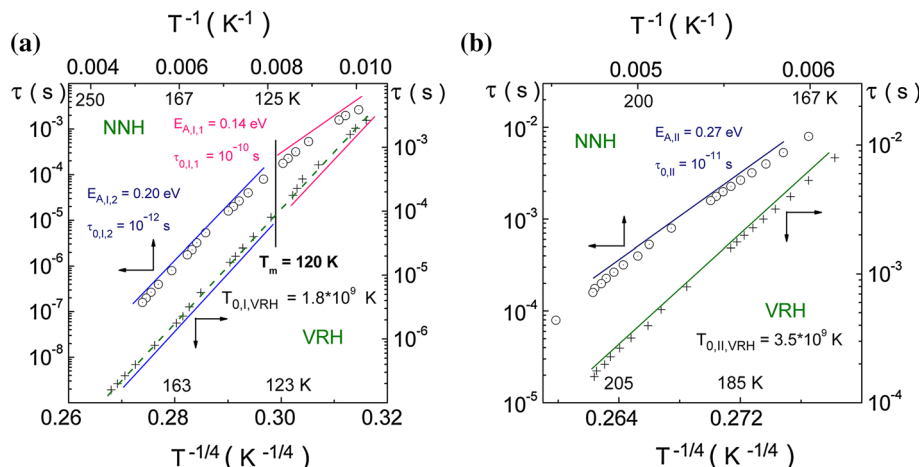 T⁻¹ (K⁻¹)
(a)
0.004 0.006 0.008 0.010
τ (s) τ (s)
250 167 125 K
NNH
E_A,I,1 = 0.14 eV
τ_0,I,1 = 10⁻¹⁰ s
E_A,I,2 = 0.20 eV
τ_0,I,2 = 10⁻¹² s
T_m = 120 K
T_0,I,VRH = 1.8*10⁹ K
VRH
163 123 K
10⁻³
10⁻⁴
10⁻⁵
10⁻⁶
10⁻⁷
10⁻⁸
10⁻³
10⁻⁴
10⁻⁵
10⁻⁶
0.26 0.28 0.30 0.32
T⁻¹/⁴ (K⁻¹/⁴)
T⁻¹ (K⁻¹)
(b)
0.005 0.006
τ (s) τ (s)
200 167 K
NNH
E_A,II = 0.27 eV
τ_0,II = 10⁻¹¹ s
VRH
T_0,II,VRH = 3.5*10⁹ K
205 185 K
10⁻²
10⁻³
10⁻⁴
10⁻⁵
10⁻²
10⁻³
10⁻⁴
0.264 0.272
T⁻¹/⁴ (K⁻¹/⁴)